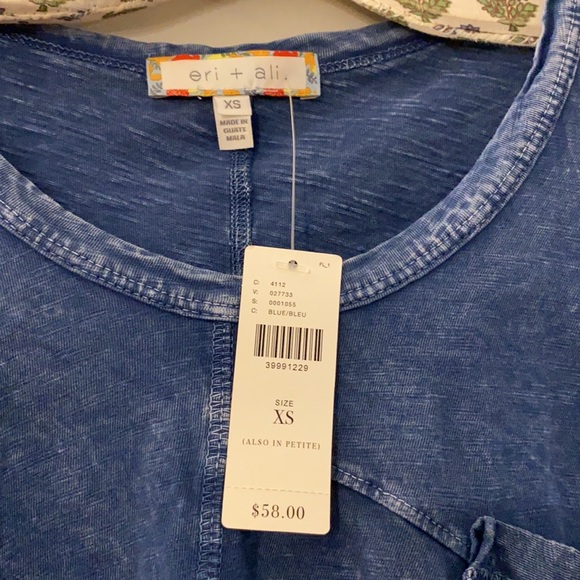 eri + ali.
XS
MADE IN
GUATE
MALA
D: 4112
V: 027733
S: 0001055
C: BLUE/BLEU
39991229
SIZE
XS
(ALSO IN PETITE)
$58.00